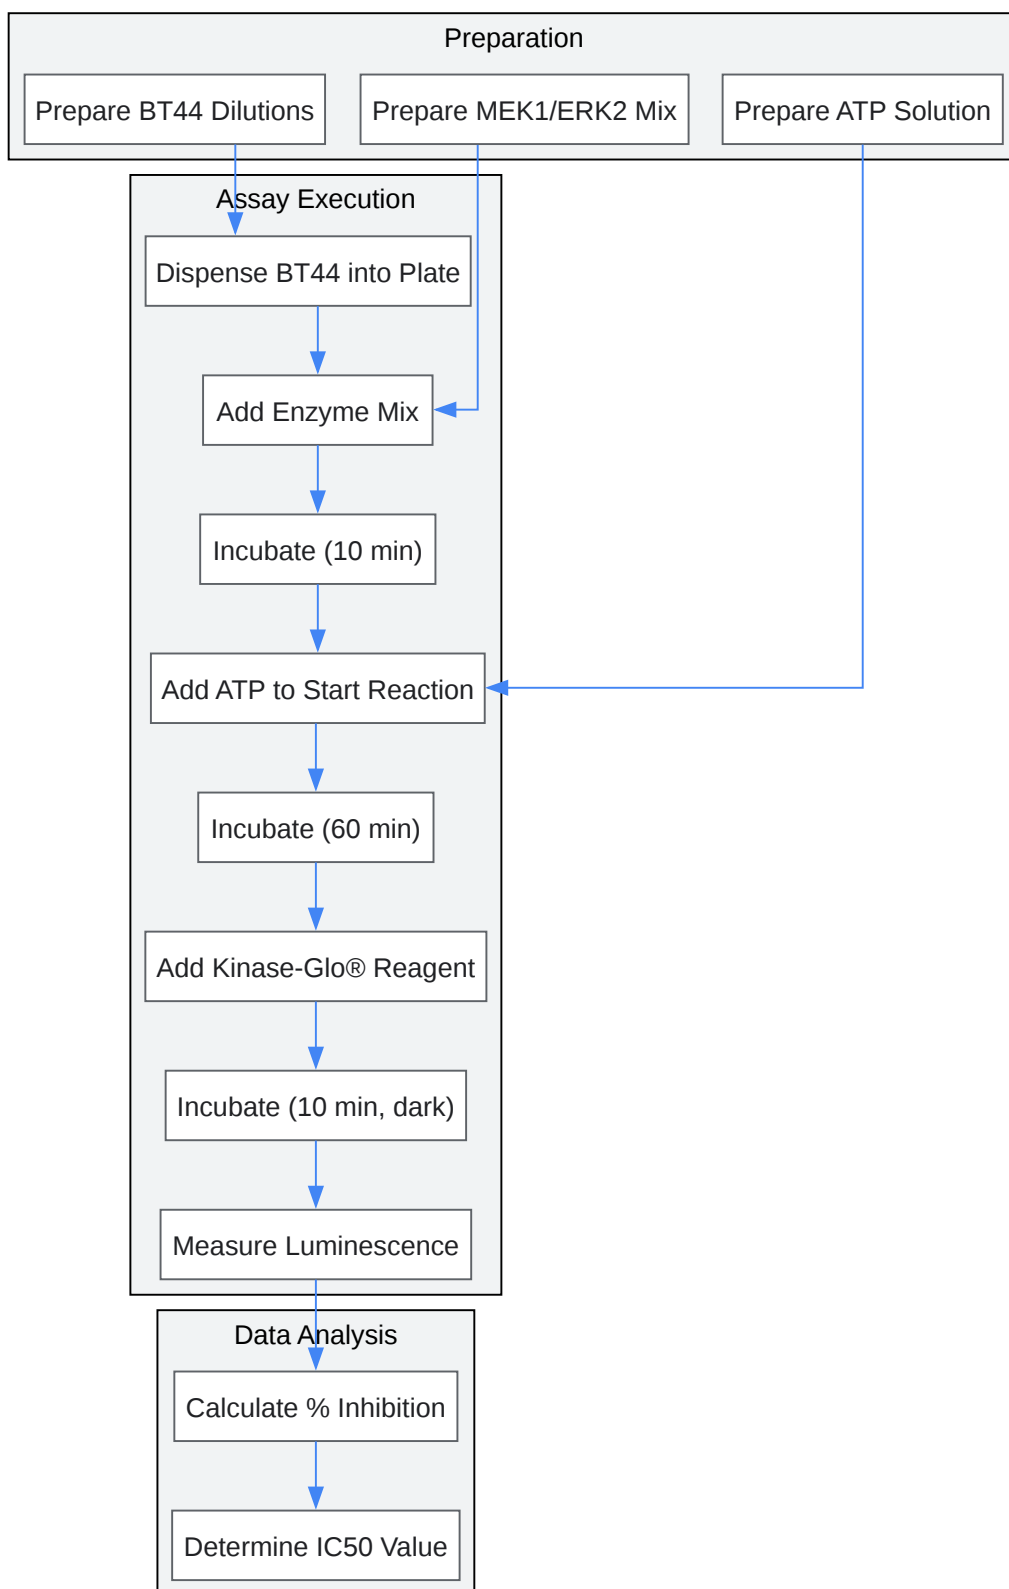 Preparation
Prepare BT44 Dilutions
Prepare MEK1/ERK2 Mix
Prepare ATP Solution
Assay Execution
Dispense BT44 into Plate
Add Enzyme Mix
Incubate (10 min)
Add ATP to Start Reaction
Incubate (60 min)
Add Kinase-Glo® Reagent
Incubate (10 min, dark)
Measure Luminescence
Data Analysis
Calculate % Inhibition
Determine IC50 Value